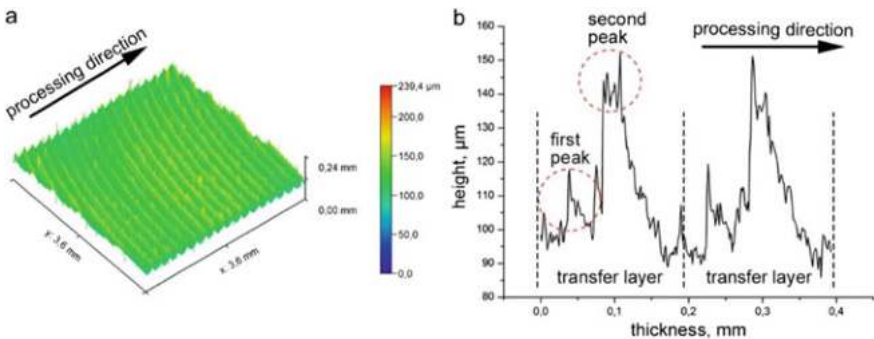 a
processing direction
239,4 µm
200,0
150,0
100,0
50,0
0,0
0,24 mm
0,00 mm
y: 3.6 mm
x: 3.6 mm
b
second
peak
processing direction
first
peak
transfer layer
transfer layer
height, µm
160
150
140
130
120
110
100
90
80
0,0
0,1
0,2
0,3
0,4
thickness, mm